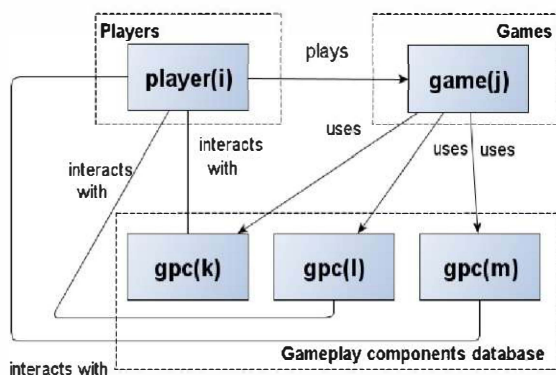 Players
Games
player(i)
plays
game(j)
interacts
with
interacts
with
uses
uses
uses
gpc(k)
gpc(l)
gpc(m)
Gameplay components database
interacts with